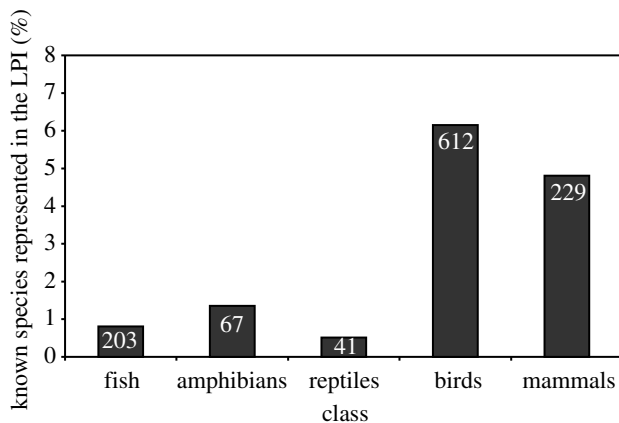 known species represented in the LPI (%)
8
7
6
5
4
3
2
1
0
203
67
41
612
229
fish
amphibians
reptiles
birds
mammals
class